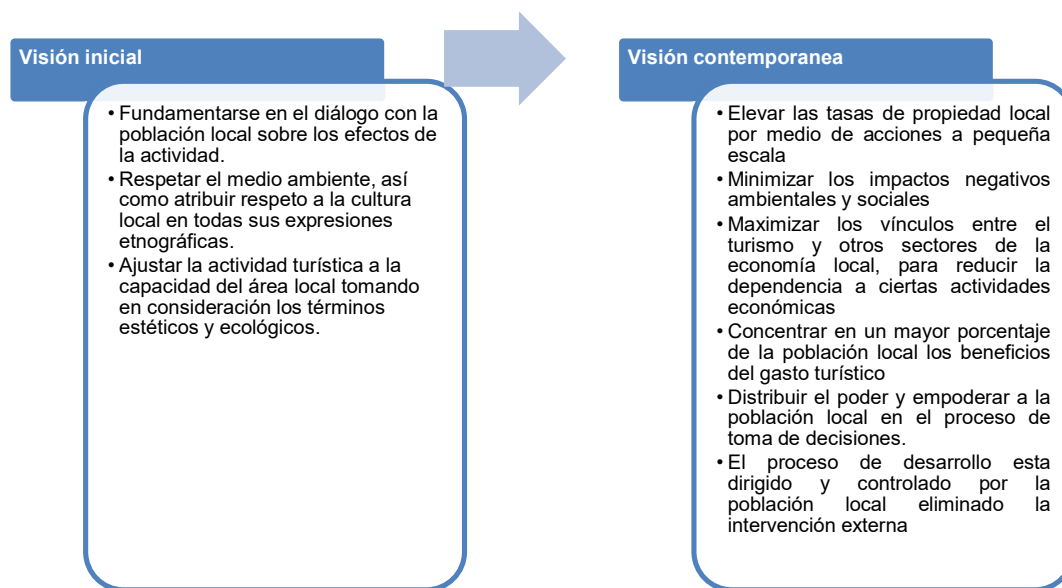 Visión inicial
• Fundamentarse en el diálogo con la
población local sobre los efectos de
la actividad.
• Respetar el medio ambiente, así
como atribuir respeto a la cultura
local en todas sus expresiones
etnográficas.
• Ajustar la actividad turística a la
capacidad del área local tomando
en consideración los términos
estéticos y ecológicos.
Visión contemporanea
• Elevar las tasas de propiedad local
por medio de acciones a pequeña
escala
• Minimizar los impactos negativos
ambientales y sociales
• Maximizar los vínculos entre el
turismo y otros sectores de la
economía local, para reducir la
dependencia a ciertas actividades
económicas
• Concentrar en un mayor porcentaje
de la población local los beneficios
del gasto turístico
• Distribuir el poder y empoderar a la
población local en el proceso de
toma de decisiones.
• El proceso de desarrollo esta
dirigido y controlado por la
población local eliminado la
intervención externa